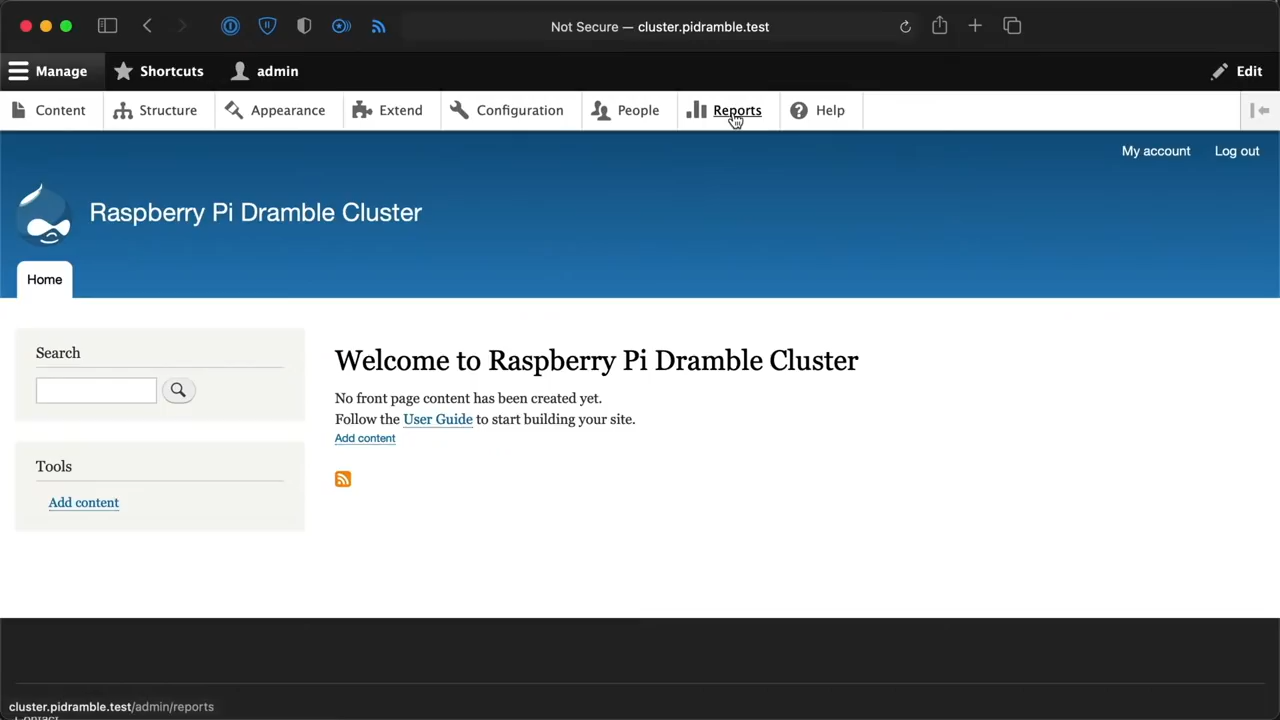 Not Secure — cluster.pidramble.test
Manage Shortcuts admin Edit
Content Structure Appearance Extend Configuration People Reports Help
My account Log out
Raspberry Pi Dramble Cluster
Home
Search
Tools
Add content
Welcome to Raspberry Pi Dramble Cluster
No front page content has been created yet.
Follow the User Guide to start building your site.
Add content
cluster.pidramble.test/admin/reports
Contact